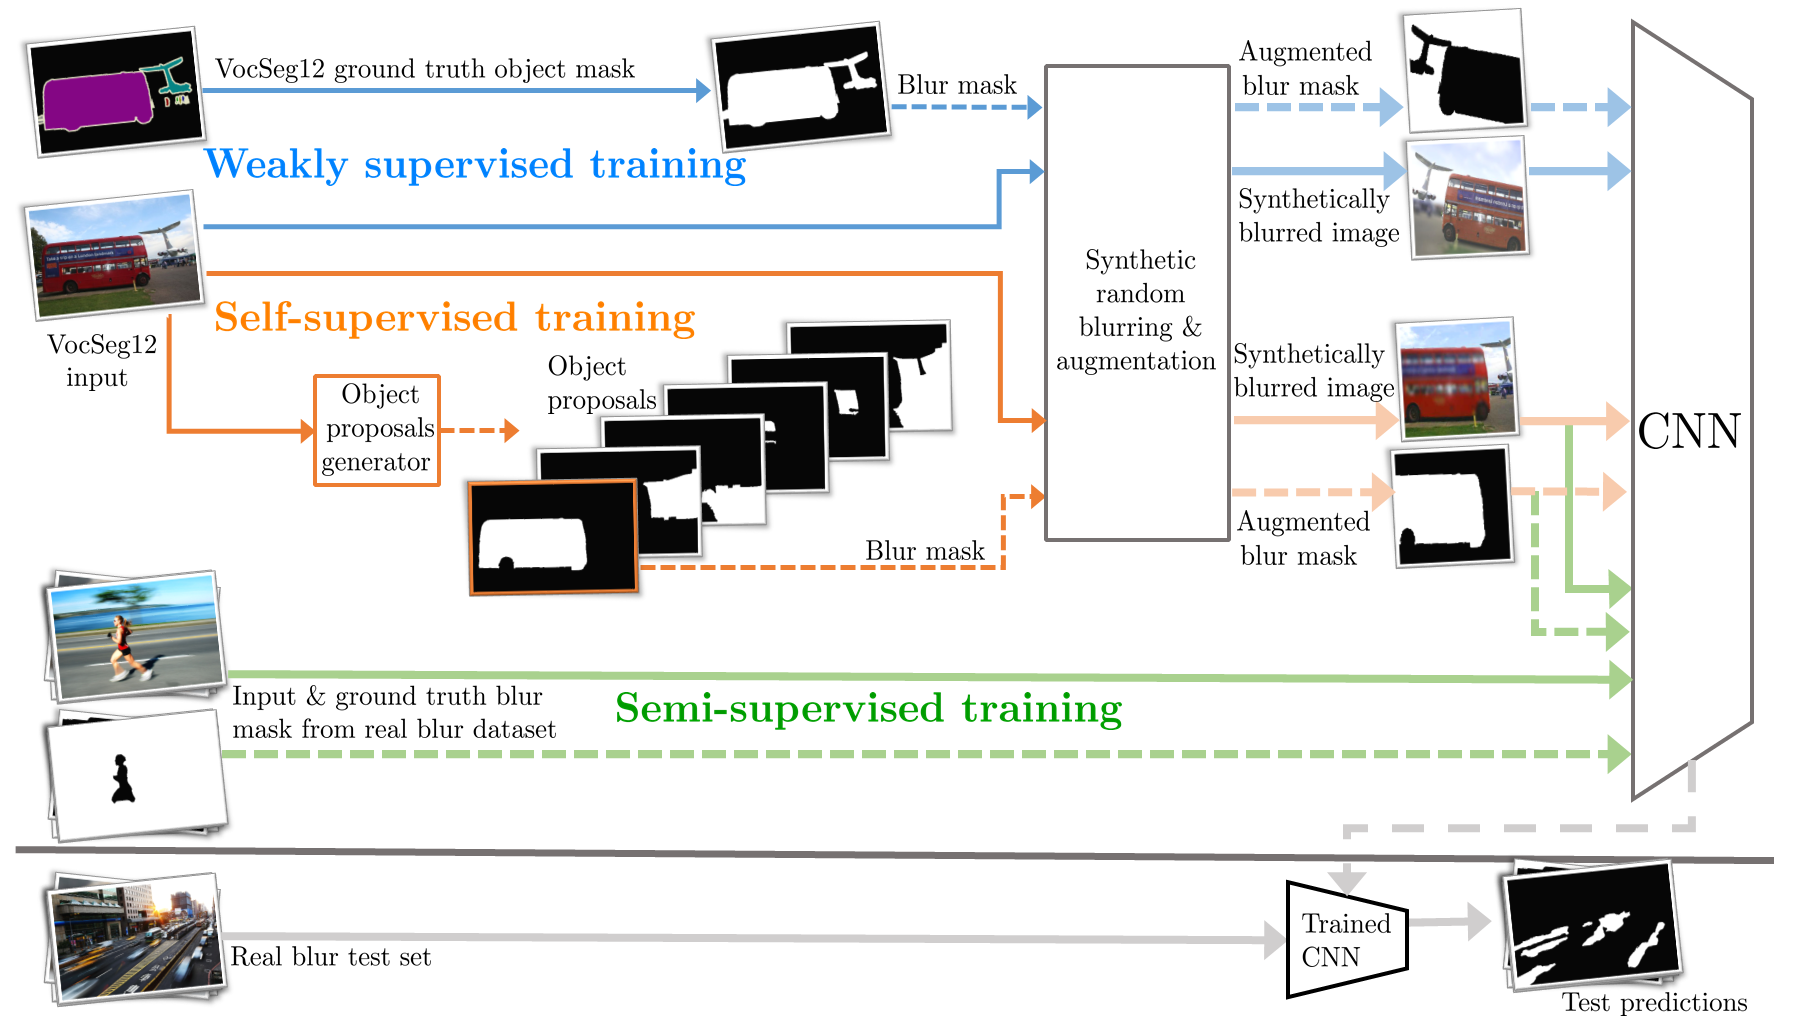 VocSeg12 ground truth object mask
Blur mask
Augmented
blur mask
Weakly supervised training
Synthetically
blurred image
Synthetic
random
blurring &
augmentation
Self-supervised training
VocSeg12
input
Object
proposals
generator
Object
proposals
Synthetically
blurred image
CNN
Blur mask
Augmented
blur mask
Input & ground truth blur
mask from real blur dataset
Semi-supervised training
Real blur test set
Trained
CNN
Test predictions